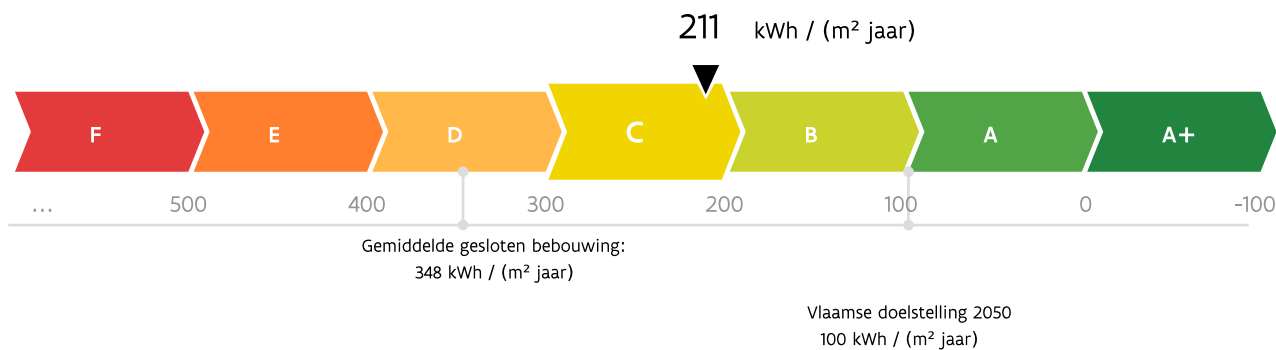 211 kWh / (m² jaar)
F E D C B A A+
... 500 400 300 200 100 0 -100
Gemiddelde gesloten bebouwing:
348 kWh / (m² jaar)
Vlaamse doelstelling 2050
100 kWh / (m² jaar)